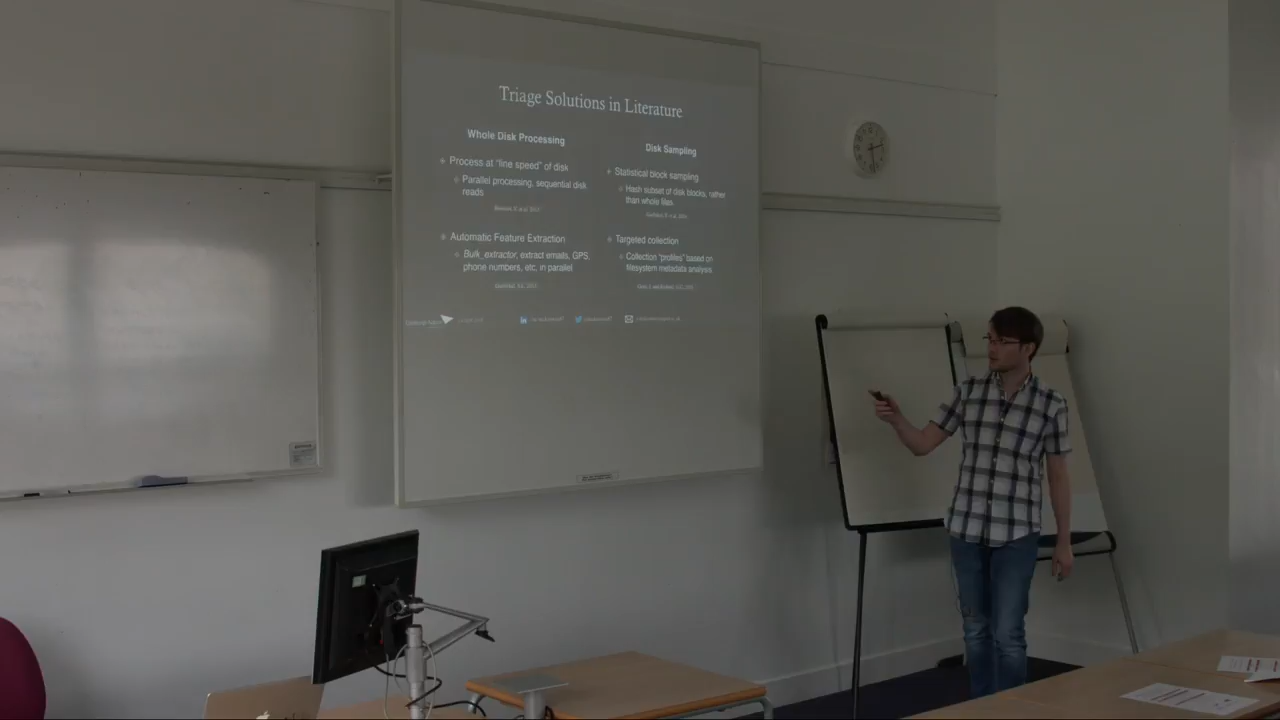 Triage Solutions in Literature
Whole Disk Processing
Process at "line speed" of disk
Parallel processing, sequential disk
reads
Automatic Feature Extraction
Bulk_extractor, extract emails, GPS,
phone numbers, etc, in parallel
Disk Sampling
Statistical block sampling
Hash subset of disk blocks, rather
than whole files.
Targeted collection
Collection "profiles" based on
filesystem metadata analysis